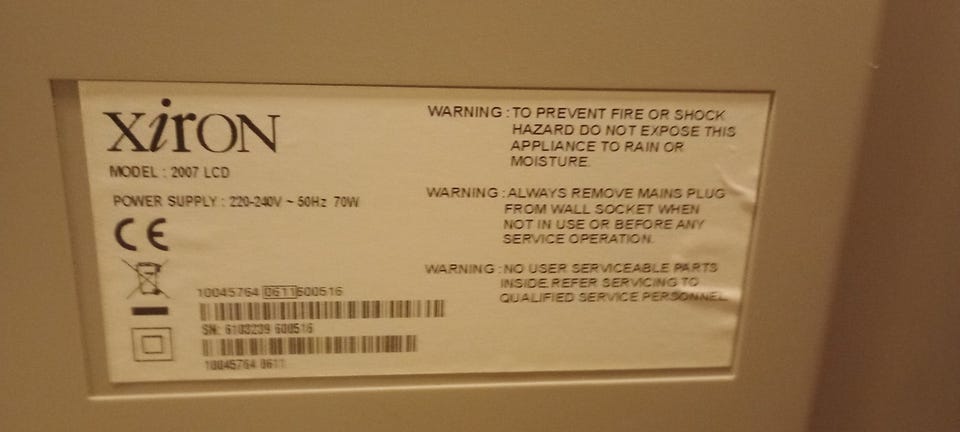 XirON
MODEL : 2007 LCD
POWER SUPPLY : 220-240V ~ 50Hz 70W
CE
10045764 0611600516
SN: 6103239 600516
10045764 0611
WARNING : TO PREVENT FIRE OR SHOCK
HAZARD DO NOT EXPOSE THIS
APPLIANCE TO RAIN OR
MOISTURE.
WARNING : ALWAYS REMOVE MAINS PLUG
FROM WALL SOCKET WHEN
NOT IN USE OR BEFORE ANY
SERVICE OPERATION.
WARNING : NO USER SERVICEABLE PARTS
INSIDE. REFER SERVICING TO
QUALIFIED SERVICE PERSONNEL